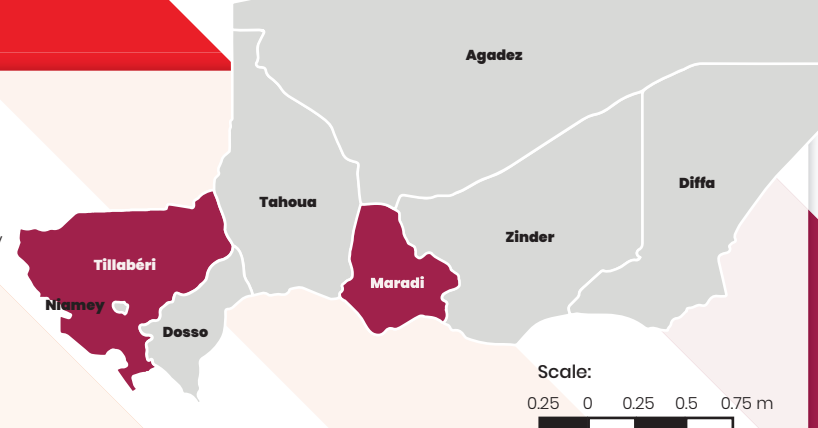 Agadez
Diffa
Tahoua
Zinder
Tillabéri
Maradi
Niamey
Dosso
Scale:
0.25 0 0.25 0.5 0.75 m